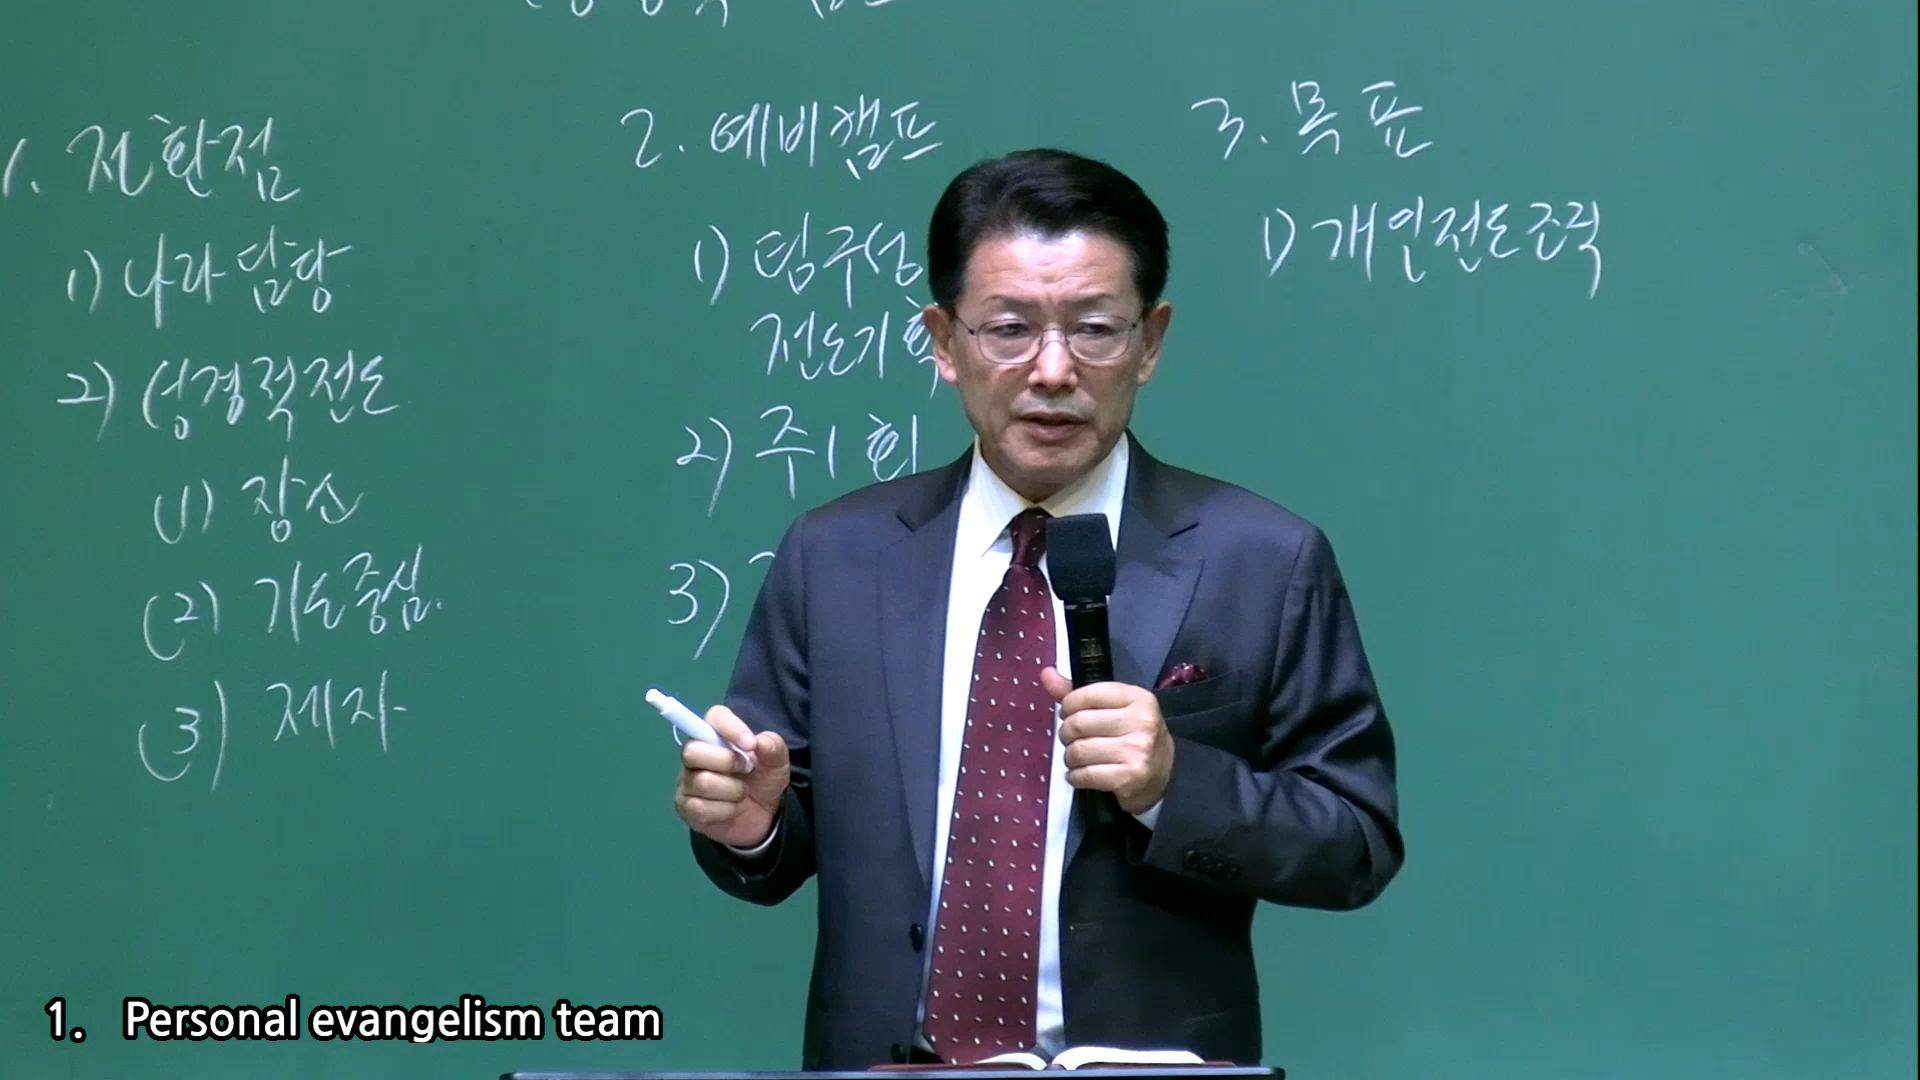 1. 전환점
1) 나라담당
2) 성경적전도
(1) 장소
(2) 기도중심.
(3) 제자
2. 예비캠프
1) 팀구성
전도기획
2) 주1회
3)
3. 목표
1) 개인전도조직
1. Personal evangelism team